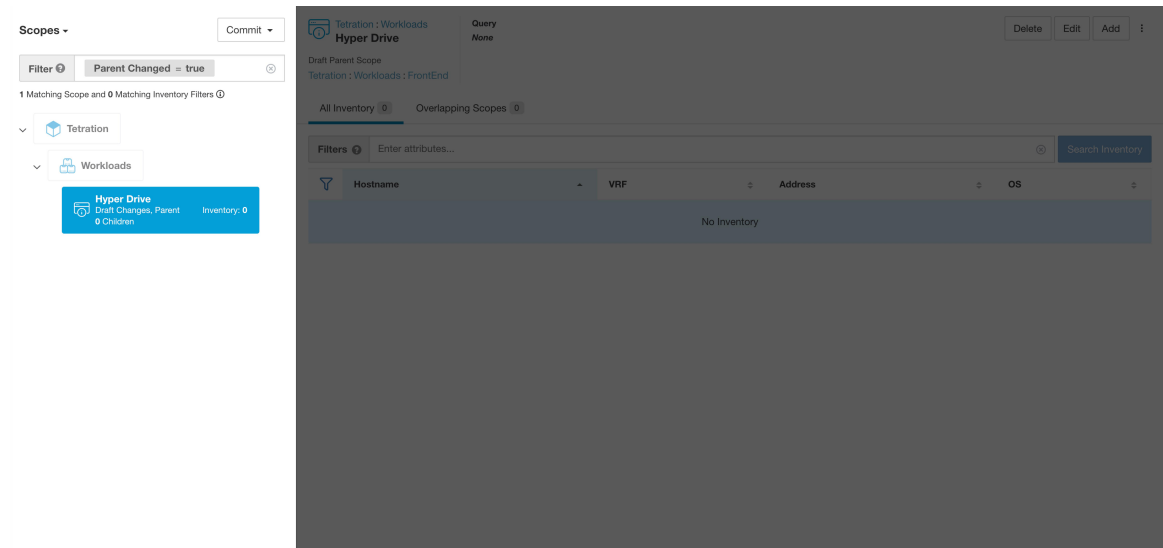 Scopes
Commit
Filter
Parent Changed = true
1 Matching Scope and 0 Matching Inventory Filters
Tetration
Workloads
Hyper Drive
Draft Changes, Parent
Inventory: 0
0 Children
Tetration : Workloads
Hyper Drive
Query
None
Delete
Edit
Add
Draft Parent Scope
Tetration : Workloads : FrontEnd
All Inventory 0
Overlapping Scopes 0
Filters
Enter attributes...
Search Inventory
Hostname
VRF
Address
OS
No Inventory